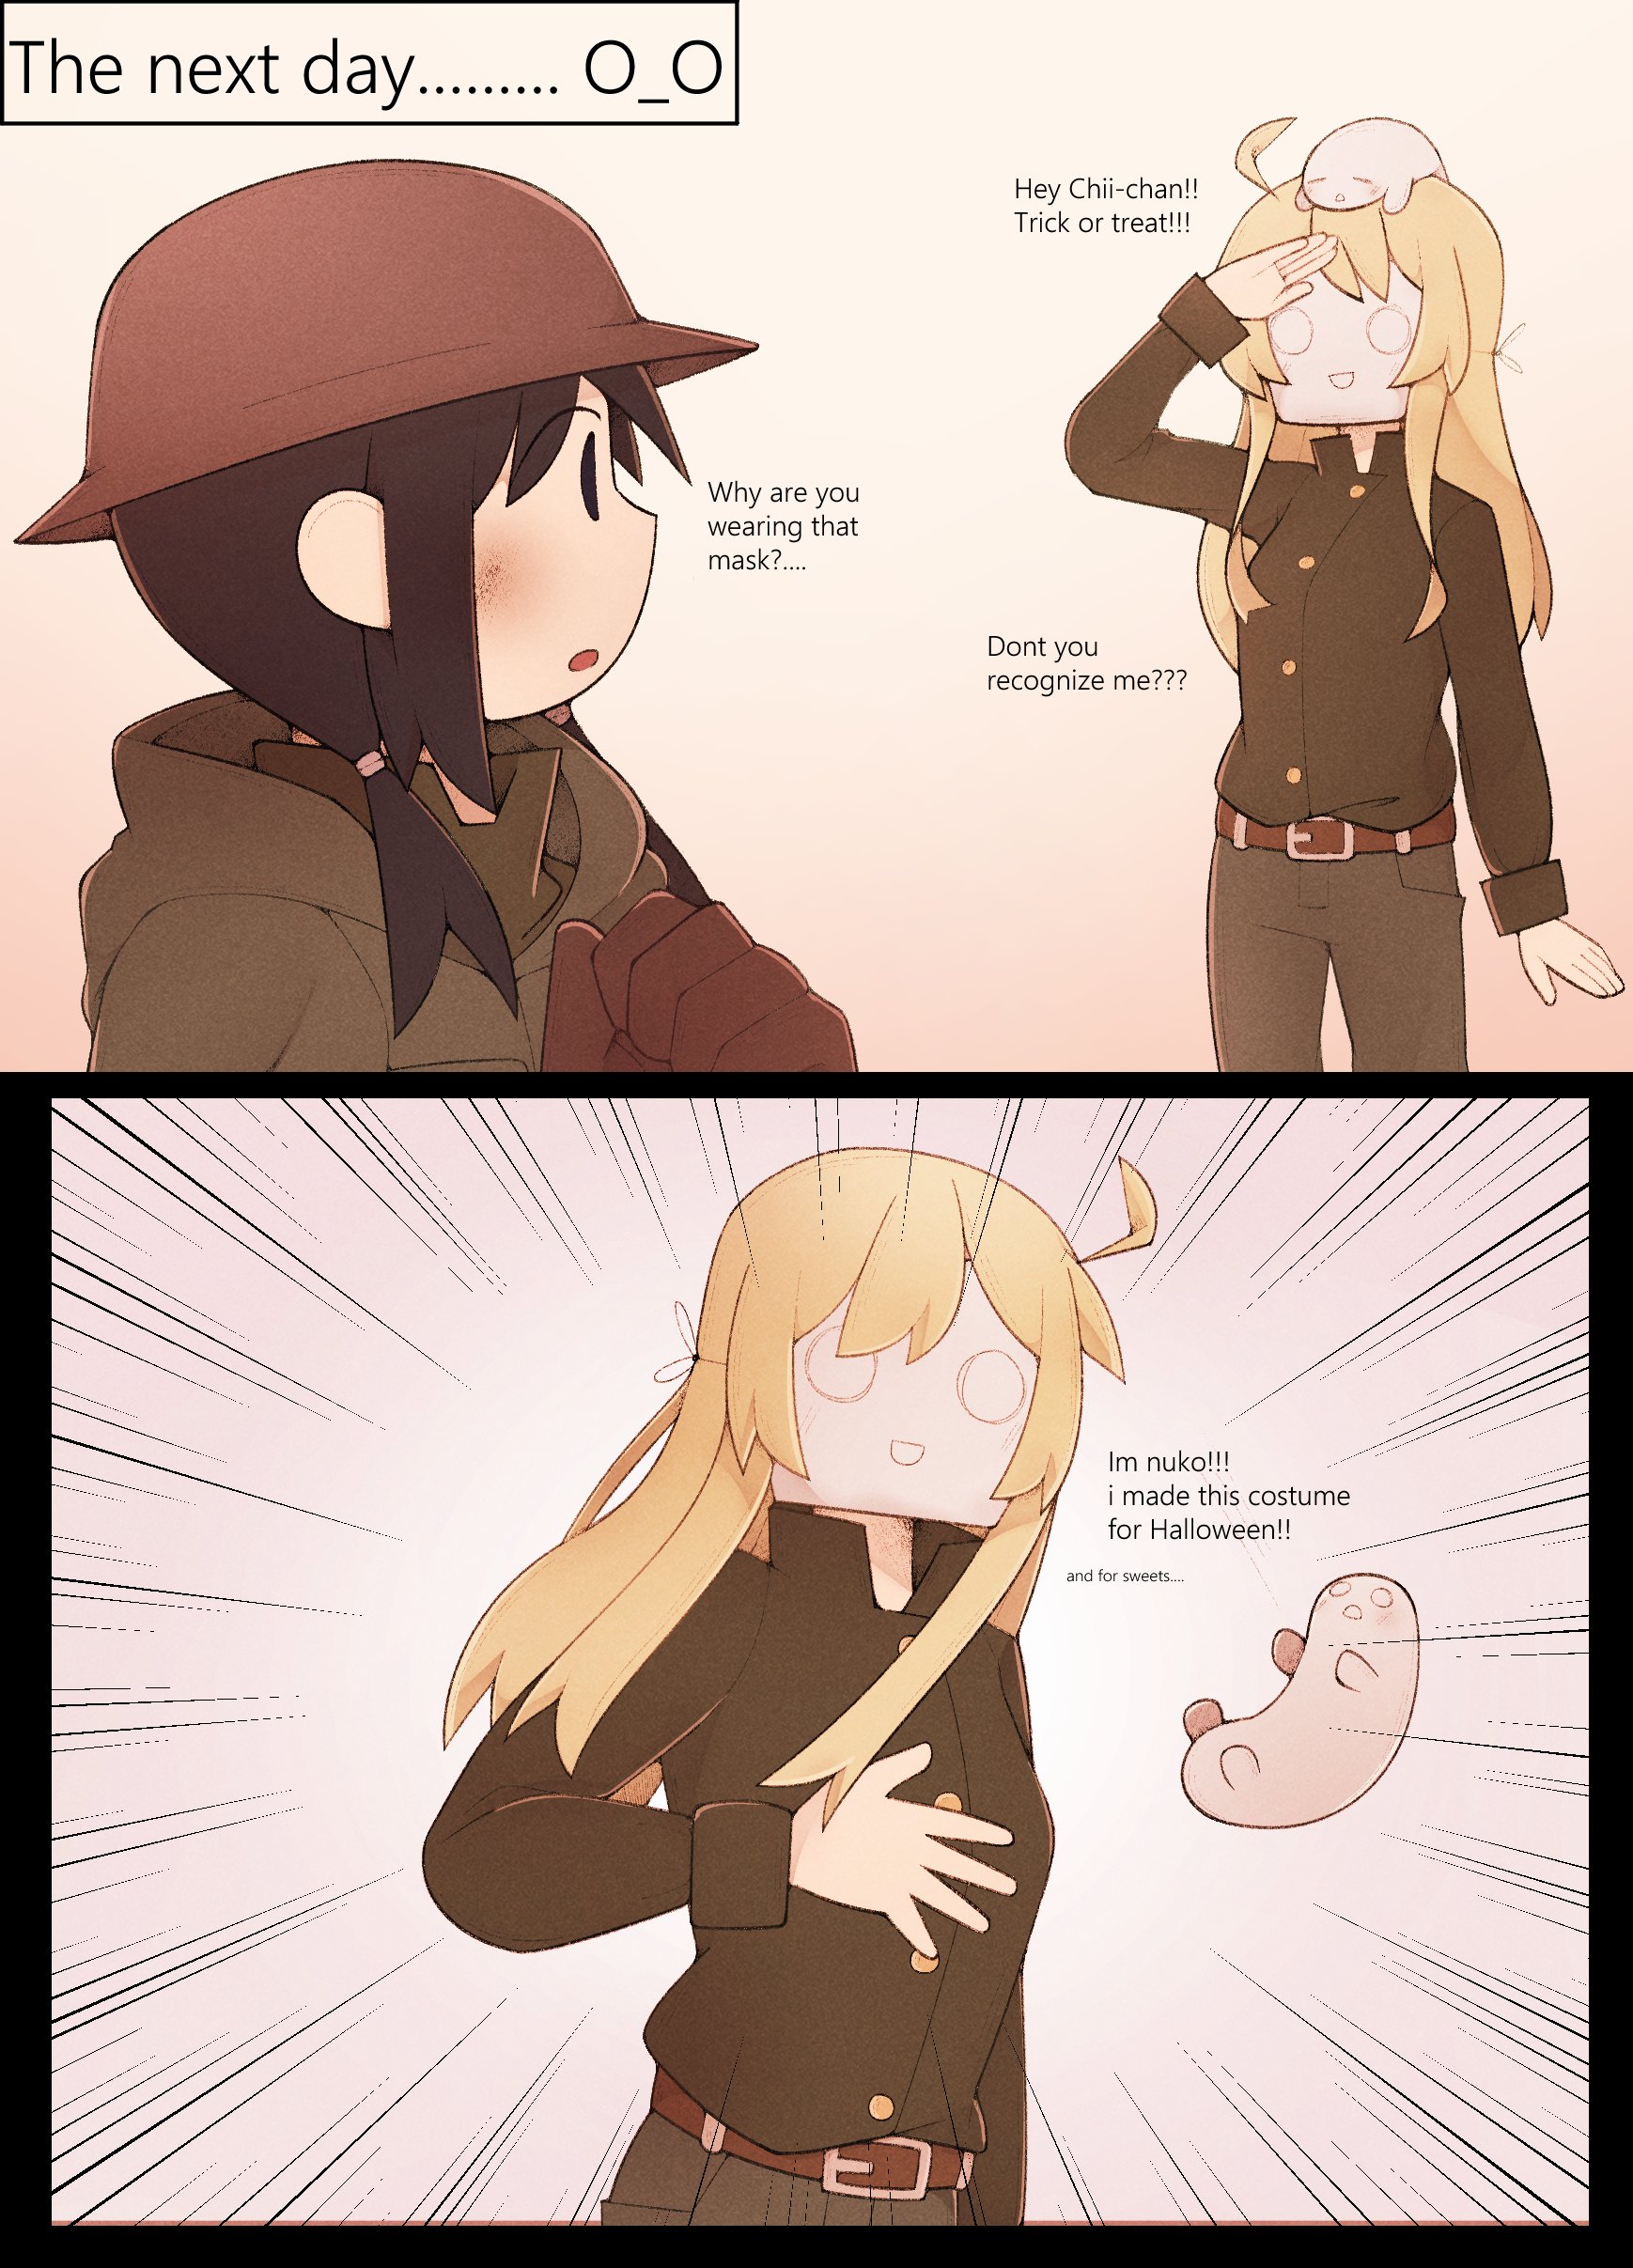 The next day......... O_O
Hey Chii-chan!!
Trick or treat!!!
Why are you
wearing that
mask?....
Dont you
recognize me???
Im nuko!!!
i made this costume
for Halloween!!
and for sweets....